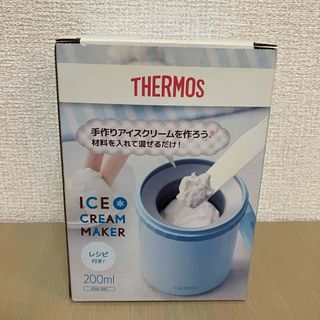 THERMOS
手作りアイスクリームを作ろう♪
材料を入れて混ぜるだけ！
ICE
CREAM
MAKER
レシピ
付き！
200ml
THERMOS